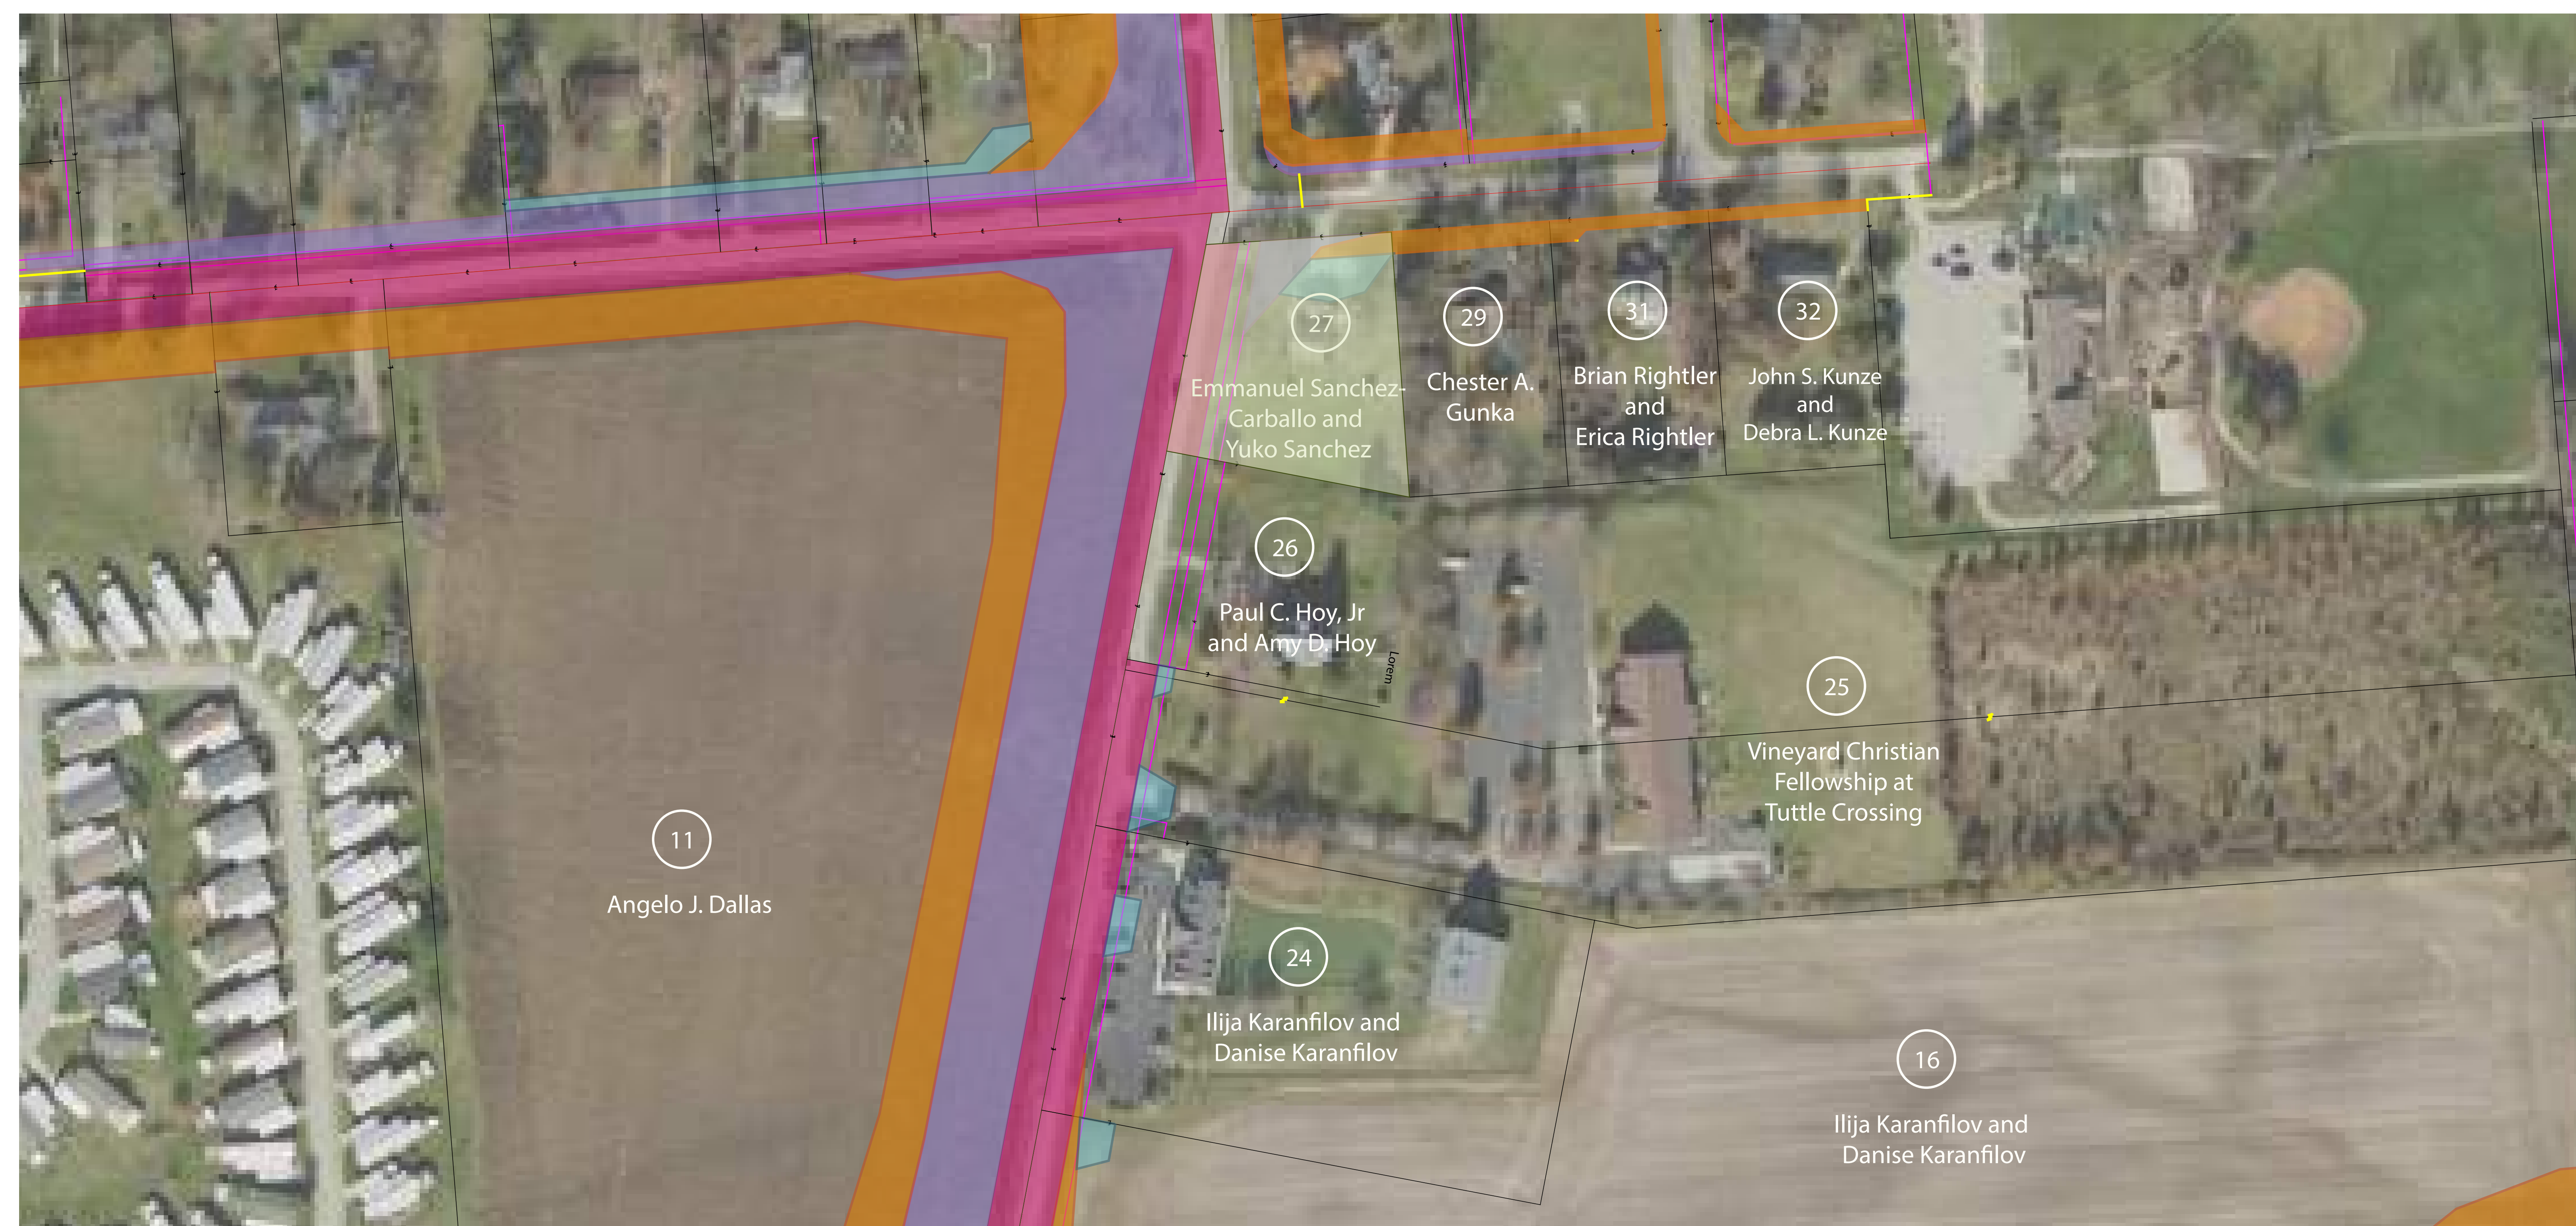 27
Emmanuel Sanchez-
Carballo and
Yuko Sanchez
29
Chester A.
Gunka
31
Brian Rightler
and
Erica Rightler
32
John S. Kunze
and
Debra L. Kunze
26
Paul C. Hoy, Jr
and Amy D. Hoy
Lorem
25
Vineyard Christian
Fellowship at
Tuttle Crossing
11
Angelo J. Dallas
24
Ilija Karanfilov and
Danise Karanfilov
16
Ilija Karanfilov and
Danise Karanfilov